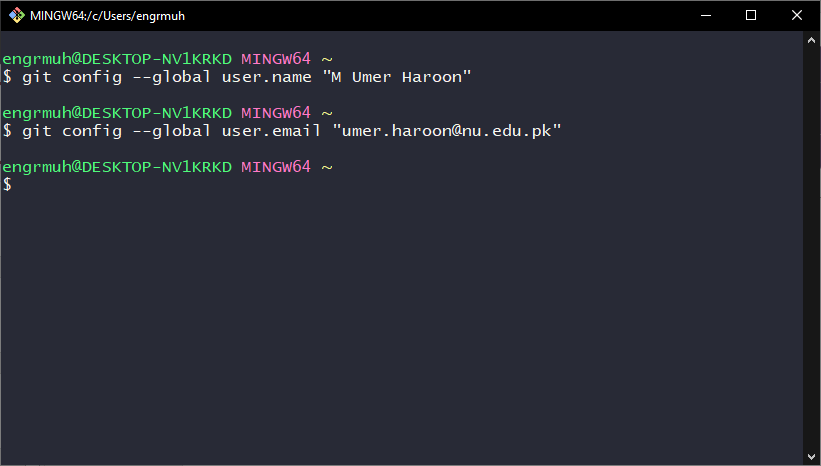 MINGW64:/c/Users/engrmuh
engrmuh@DESKTOP-NV1KRKD MINGW64 ~
$ git config --global user.name "M Umer Haroon"
engrmuh@DESKTOP-NV1KRKD MINGW64 ~
$ git config --global user.email "umer.haroon@nu.edu.pk"
engrmuh@DESKTOP-NV1KRKD MINGW64 ~
$